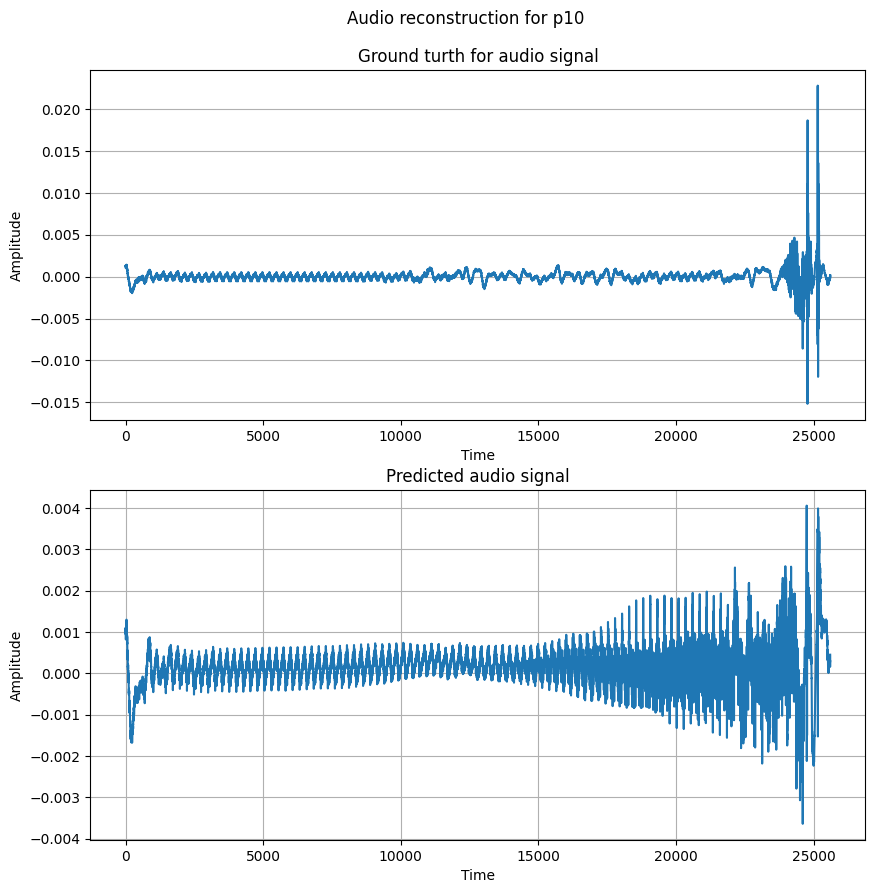 Audio reconstruction for p10
Ground turth for audio signal
0.020
0.015
0.010
0.005
0.000
−0.005
−0.010
−0.015
Amplitude
0 5000 10000 15000 20000 25000
Time
Predicted audio signal
0.004
0.003
0.002
0.001
0.000
−0.001
−0.002
−0.003
−0.004
Amplitude
0 5000 10000 15000 20000 25000
Time